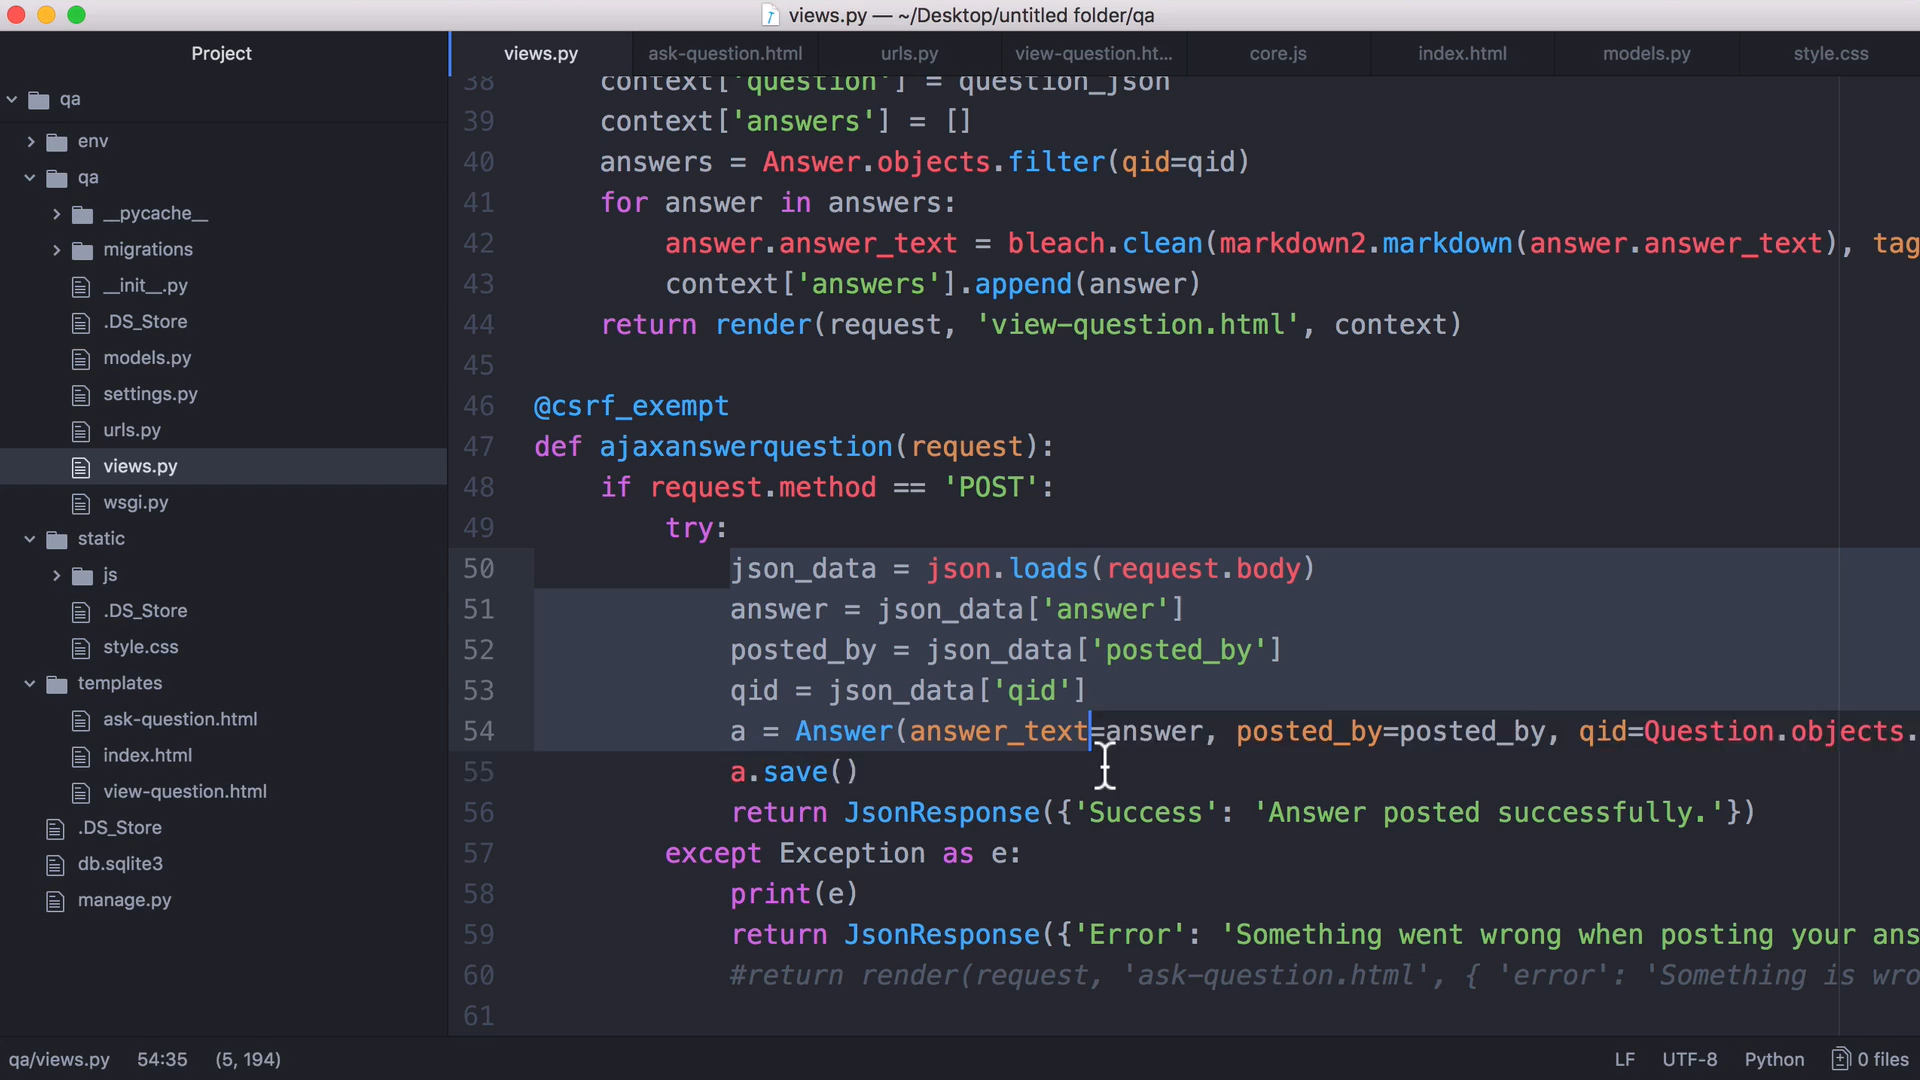 views.py — ~/Desktop/untitled folder/qa
Project
views.py
ask-question.html
urls.py
view-question.ht...
core.js
index.html
models.py
style.css
qa
env
qa
__pycache__
migrations
__init__.py
.DS_Store
models.py
settings.py
urls.py
views.py
wsgi.py
static
js
.DS_Store
style.css
templates
ask-question.html
index.html
view-question.html
.DS_Store
db.sqlite3
manage.py
38 context['question'] = question_json
39 context['answers'] = []
40 answers = Answer.objects.filter(qid=qid)
41 for answer in answers:
42 answer.answer_text = bleach.clean(markdown2.markdown(answer.answer_text), tag
43 context['answers'].append(answer)
44 return render(request, 'view-question.html', context)
45
46 @csrf_exempt
47 def ajaxanswerquestion(request):
48 if request.method == 'POST':
49 try:
50 json_data = json.loads(request.body)
51 answer = json_data['answer']
52 posted_by = json_data['posted_by']
53 qid = json_data['qid']
54 a = Answer(answer_text=answer, posted_by=posted_by, qid=Question.objects.
55 a.save()
56 return JsonResponse({'Success': 'Answer posted successfully.'})
57 except Exception as e:
58 print(e)
59 return JsonResponse({'Error': 'Something went wrong when posting your ans
60 #return render(request, 'ask-question.html', { 'error': 'Something is wro
61
qa/views.py 54:35 (5, 194) LF UTF-8 Python 0 files